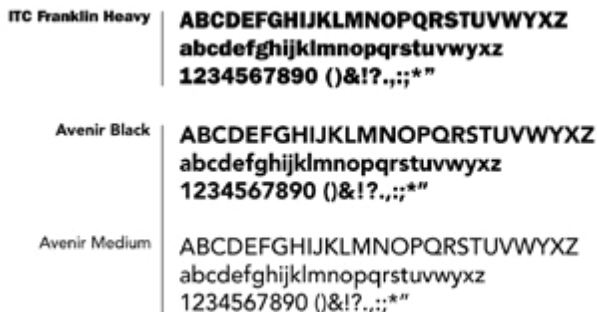 ITC Franklin Heavy
ABCDEFGHIJKLMNOPQRSTUVWYXZ
abcdefghijklmnopqrstuvwyxz
1234567890 ()&!?.,:;*”
Avenir Black
ABCDEFGHIJKLMNOPQRSTUVWYXZ
abcdefghijklmnopqrstuvwyxz
1234567890 ()&!?.,:;*”
Avenir Medium
ABCDEFGHIJKLMNOPQRSTUVWYXZ
abcdefghijklmnopqrstuvwyxz
1234567890 ()&!?.,:;*”